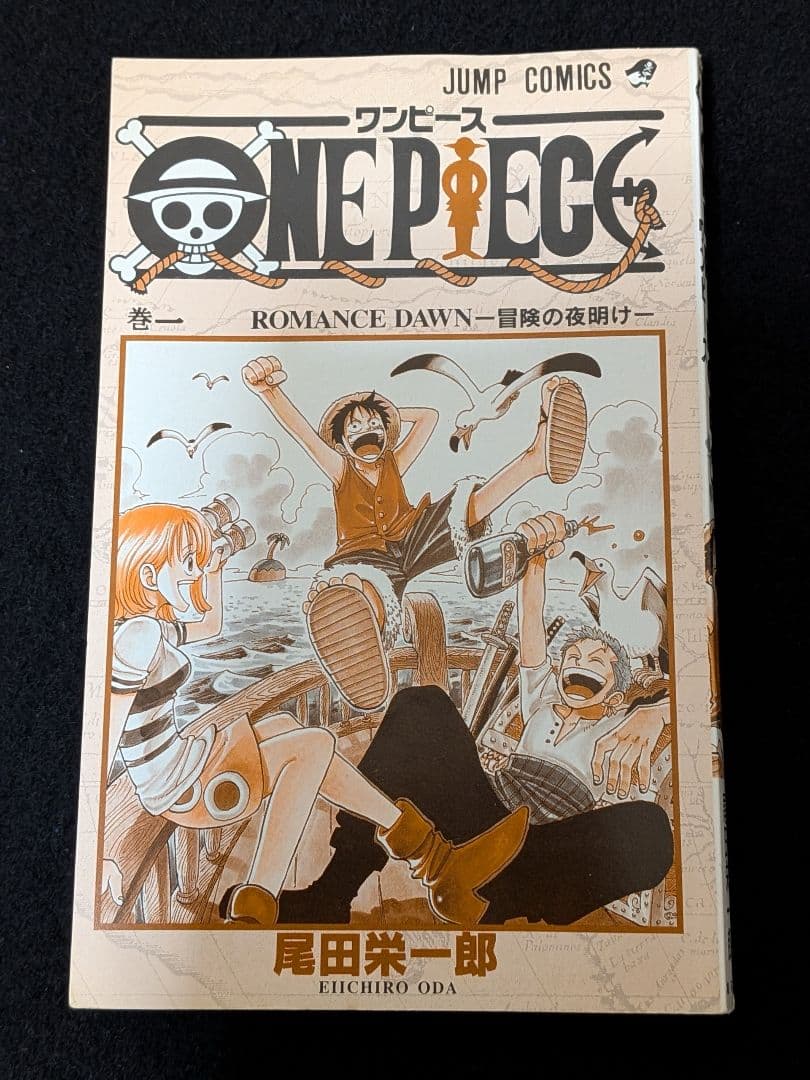 JUMP COMICS
ワンピース
ONE PIECE
巻一
ROMANCE DAWN―冒険の夜明け―
尾田栄一郎
EIICHIRO ODA